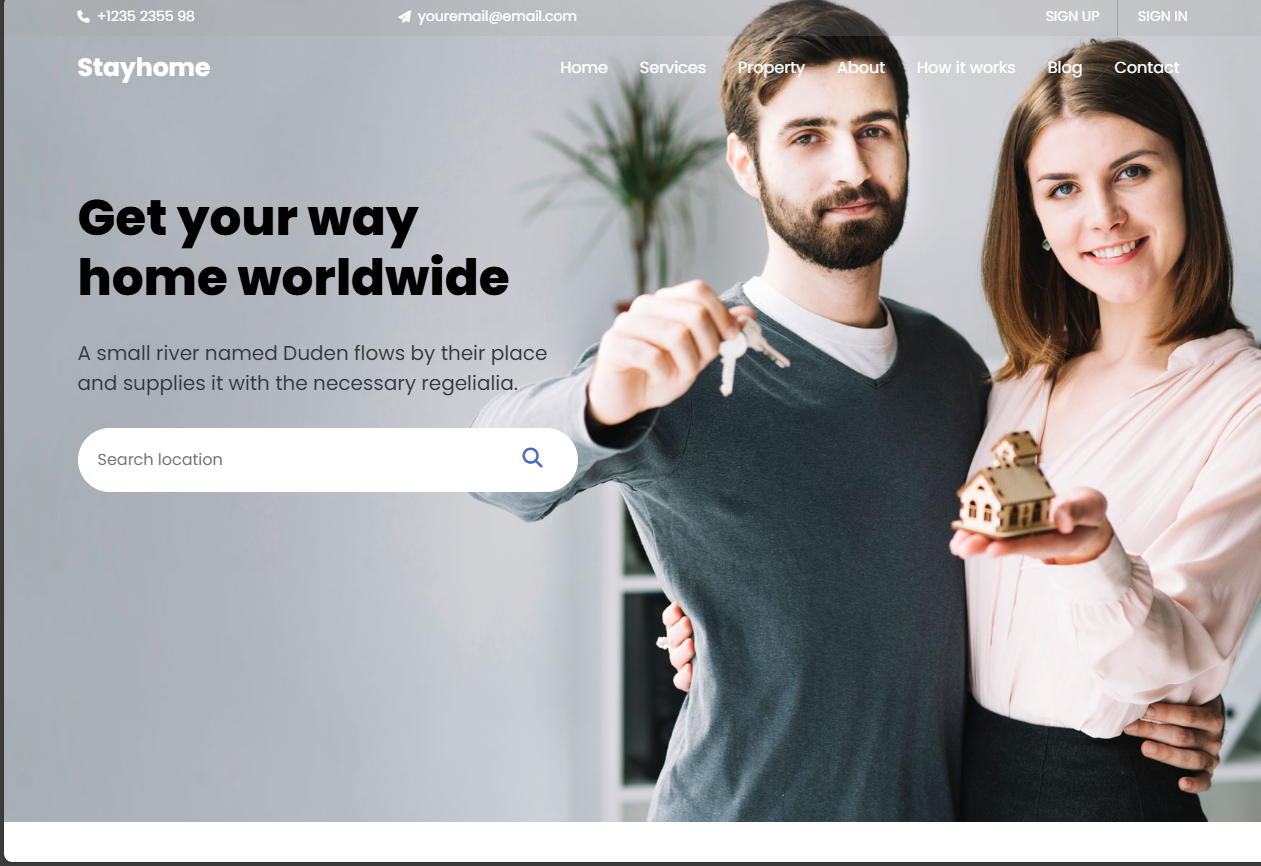 +1235 2355 98
youremail@email.com
SIGN UP
SIGN IN
Stayhome
Home
Services
Property
About
How it works
Blog
Contact
Get your way
home worldwide
A small river named Duden flows by their place
and supplies it with the necessary regelialia.
Search location